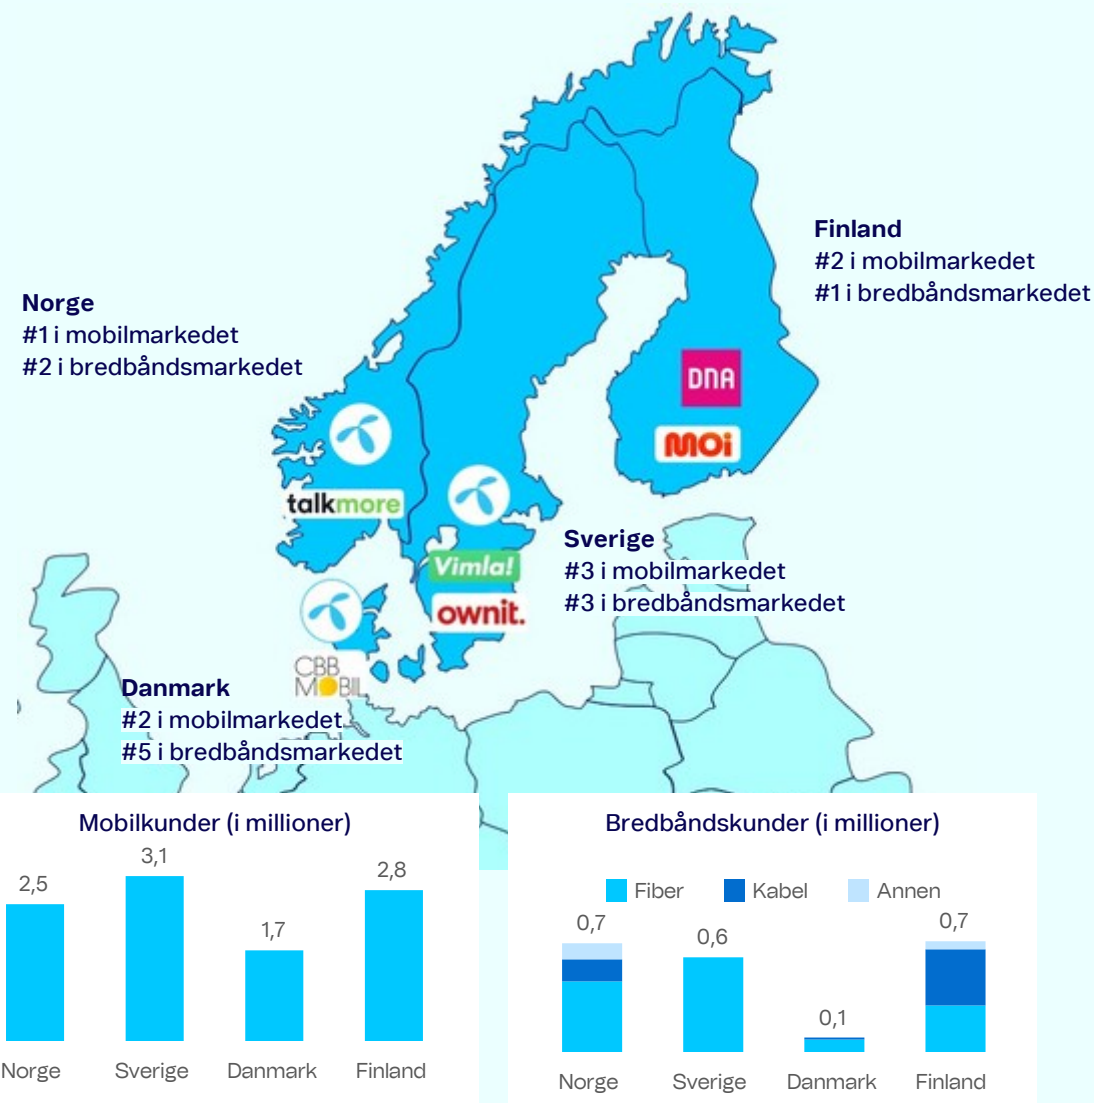 Finland
#2 i mobilmarkedet
#1 i bredbåndsmarkedet
Norge
#1 i mobilmarkedet
#2 i bredbåndsmarkedet
DNA
MOi
talkmore
Sverige
#3 i mobilmarkedet
#3 i bredbåndsmarkedet
Vimla!
ownit.
CBB
MOBIL
Danmark
#2 i mobilmarkedet
#5 i bredbåndsmarkedet
Mobilkunder (i millioner)
2,5
3,1
1,7
2,8
Norge
Sverige
Danmark
Finland
Bredbåndskunder (i millioner)
Fiber
Kabel
Annen
0,7
0,6
0,1
0,7
Norge
Sverige
Danmark
Finland